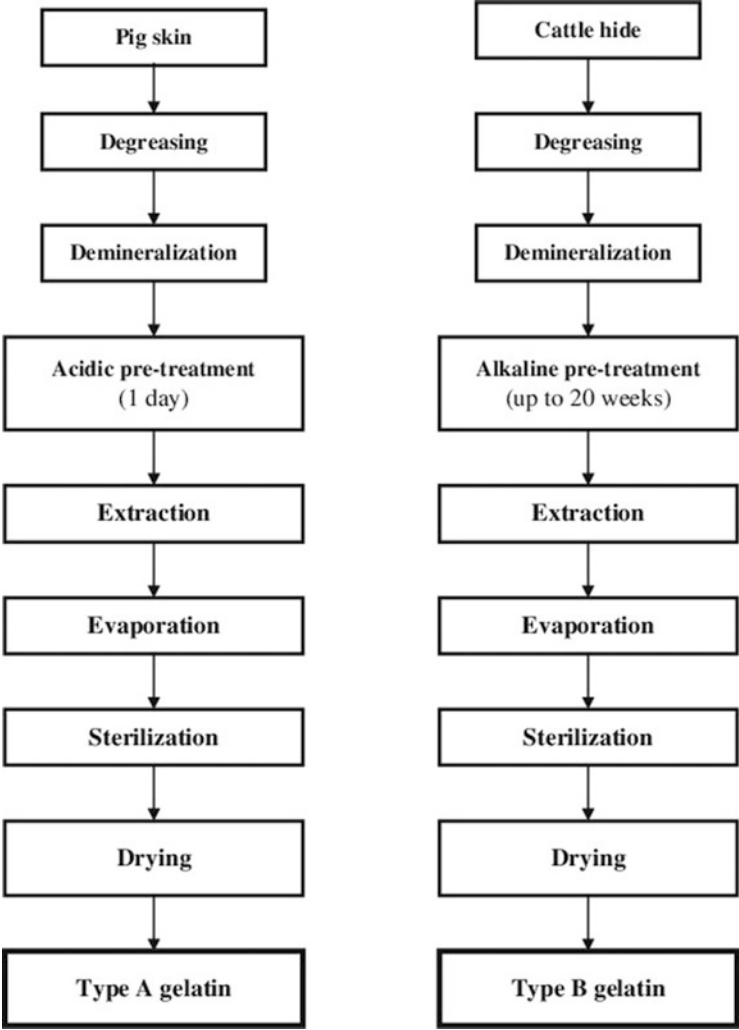 Pig skin
Degreasing
Demineralization
Acidic pre-treatment
(1 day)
Extraction
Evaporation
Sterilization
Drying
Type A gelatin
Cattle hide
Degreasing
Demineralization
Alkaline pre-treatment
(up to 20 weeks)
Extraction
Evaporation
Sterilization
Drying
Type B gelatin